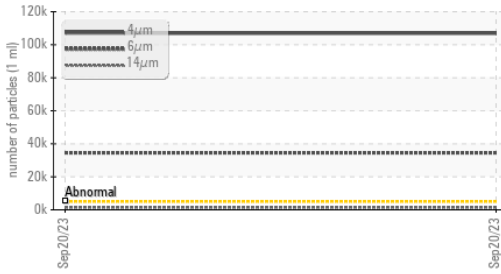 120k
100k
80k
60k
40k
20k
0k
number of particles (1 ml)
4µm
6µm
14µm
Abnormal
Sep20/23
Sep20/23